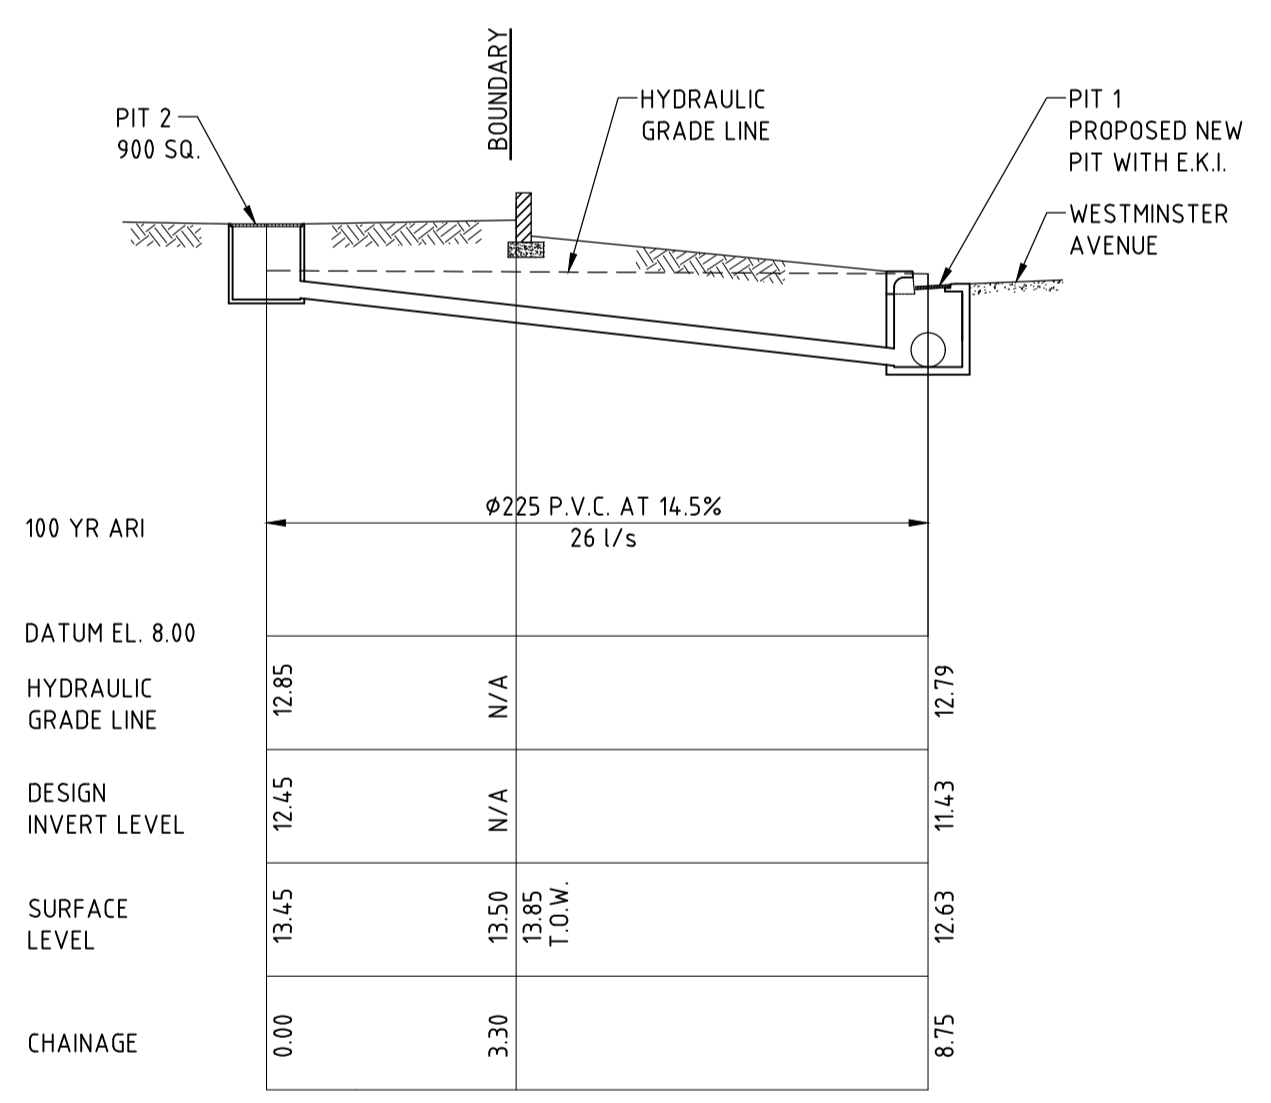 BOUNDARY
PIT 2
900 SQ.
HYDRAULIC
GRADE LINE
PIT 1
PROPOSED NEW
PIT WITH E.K.I.
WESTMINSTER
AVENUE
100 YR ARI
Ø225 P.V.C. AT 14.5%
26 l/s
DATUM EL. 8.00
HYDRAULIC
GRADE LINE
12.85
N/A
12.79
DESIGN
INVERT LEVEL
12.45
N/A
11.43
SURFACE
LEVEL
13.45
13.50
13.85
T.O.W.
12.63
CHAINAGE
0.00
3.30
8.75